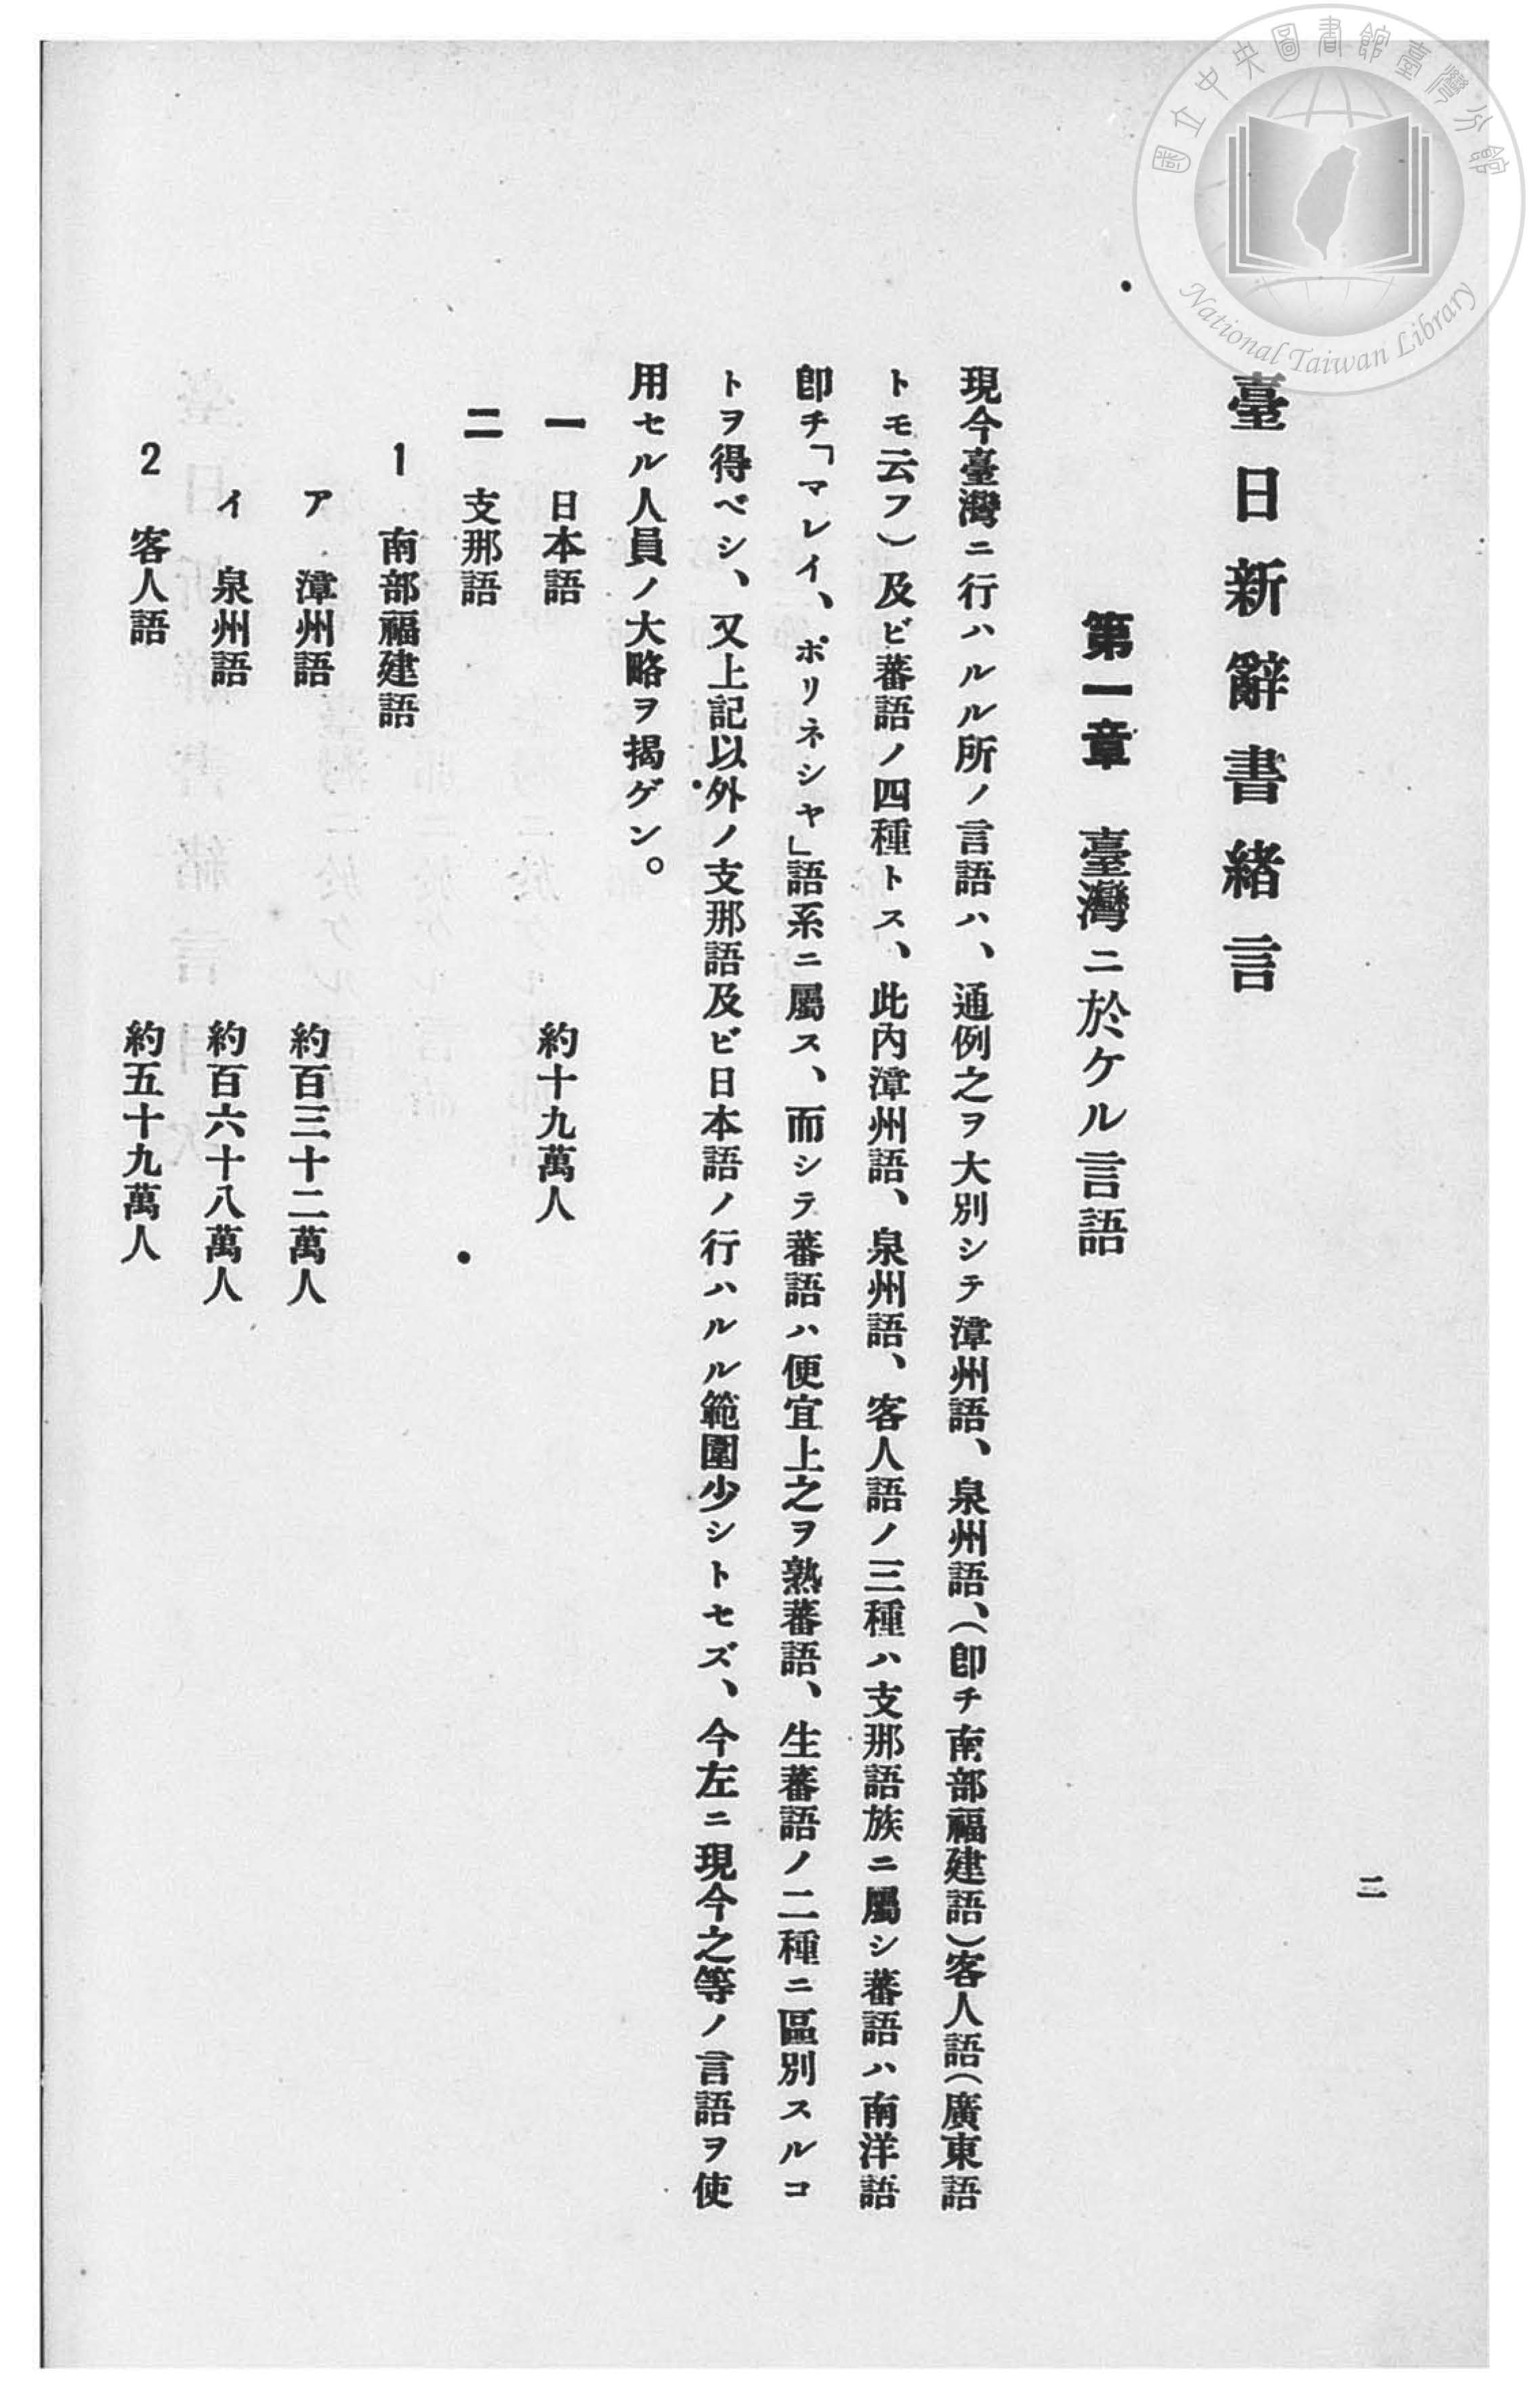 國立中央圖書館臺灣分館
National Taiwan Library
二
臺日新辭書緒言
第一章　臺灣ニ於ケル言語
現今臺灣ニ行ハルル所ノ言語ハ、通例之ヲ大別シテ漳州語、泉州語、(卽チ南部福建語)客人語(廣東語
トモ云フ)及ビ蕃語ノ四種トス、此內漳州語、泉州語、客人語ノ三種ハ支那語族ニ屬シ蕃語ハ南洋語
卽チ「マレイ、ポリネシヤ」語系ニ屬ス、而シテ蕃語ハ便宜上之ヲ熟蕃語、生蕃語ノ二種ニ區別スルコ
トヲ得ベシ、又上記以外ノ支那語及ビ日本語ノ行ハルル範圍少シトセズ、今左ニ現今之等ノ言語ヲ使
用セル人員ノ大略ヲ揭ゲン。
一　日本語　約十九萬人
二　支那語
1　南部福建語
ア　漳州語　約百三十二萬人
イ　泉州語　約百六十八萬人
2　客人語　約五十九萬人